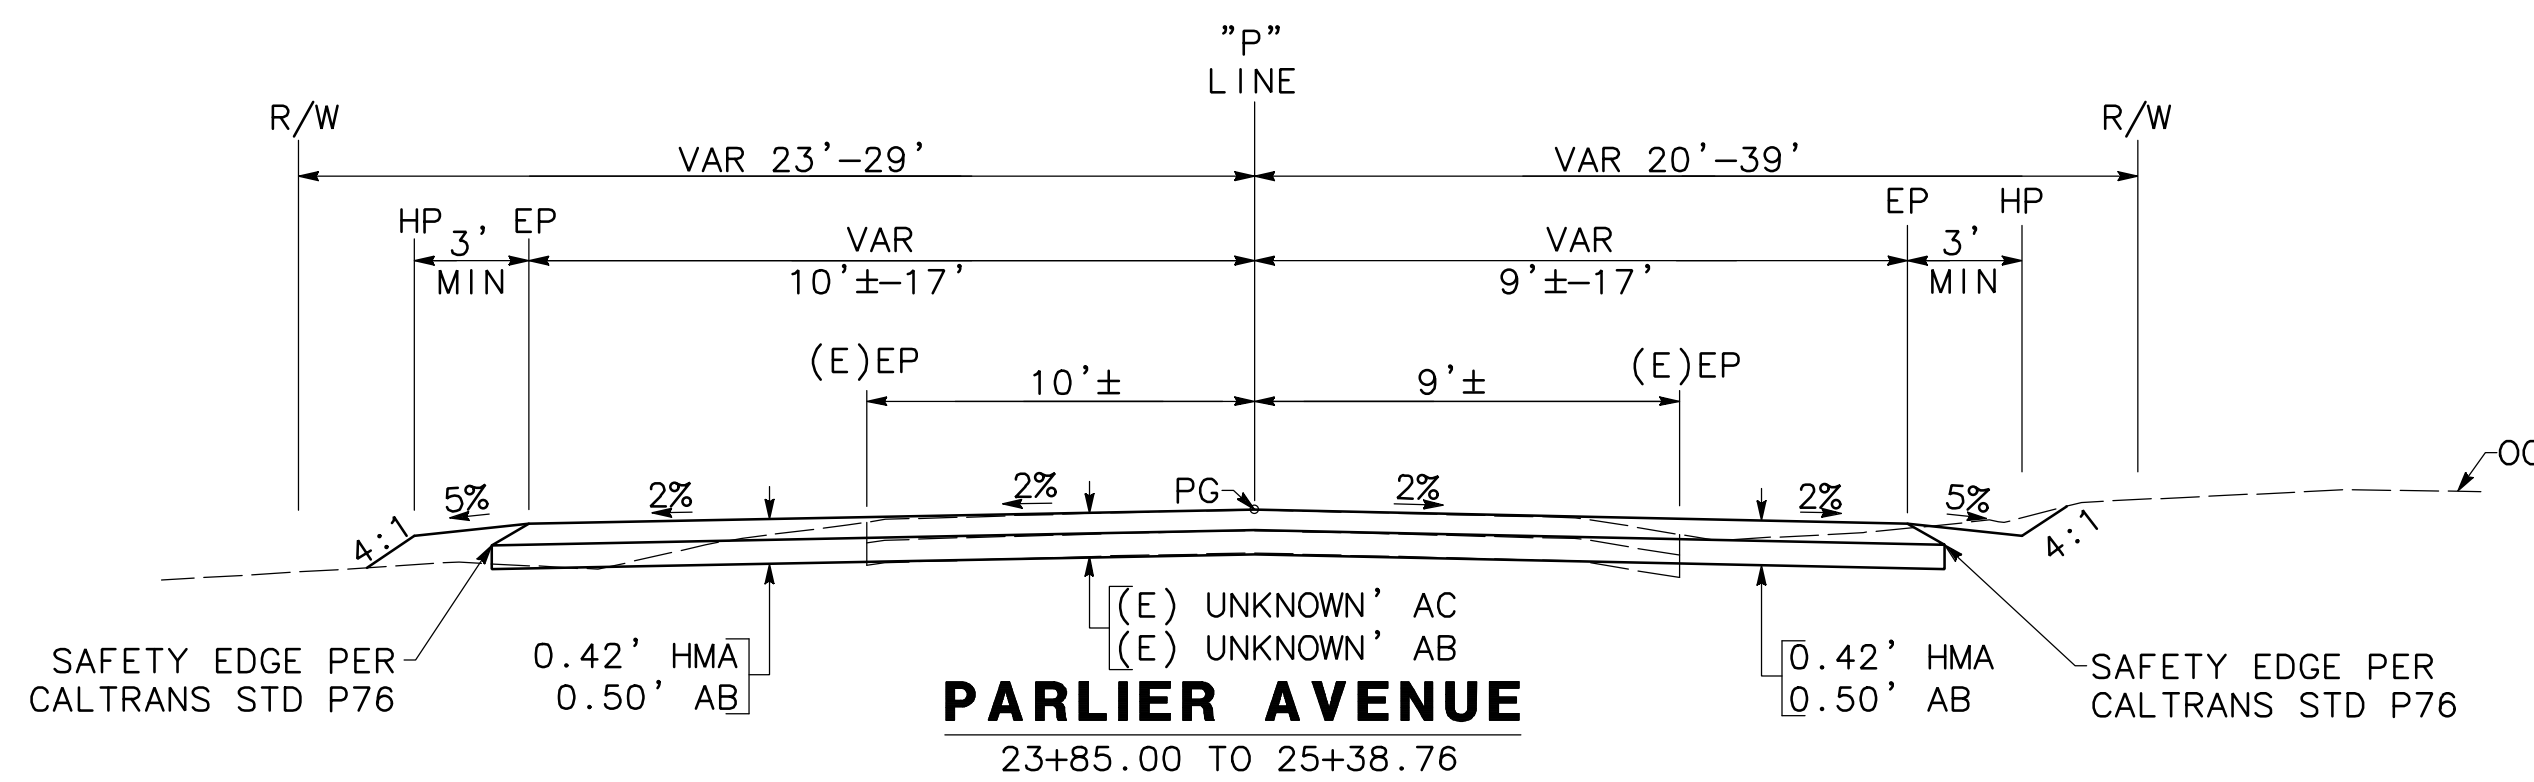 ”P”
LINE
R/W
R/W
VAR 23'-29'
VAR 20'-39'
HP
3'
MIN
EP
VAR
10'±-17'
VAR
9'±-17'
EP
3'
MIN
HP
(E)EP
10'±
9'±
(E)EP
4:1
5%
2%
2%
PG
2%
2%
5%
4:1
SAFETY EDGE PER
CALTRANS STD P76
0.42' HMA
0.50' AB
(E) UNKNOWN' AC
(E) UNKNOWN' AB
0.42' HMA
0.50' AB
SAFETY EDGE PER
CALTRANS STD P76
PARLIER AVENUE
23+85.00 TO 25+38.76